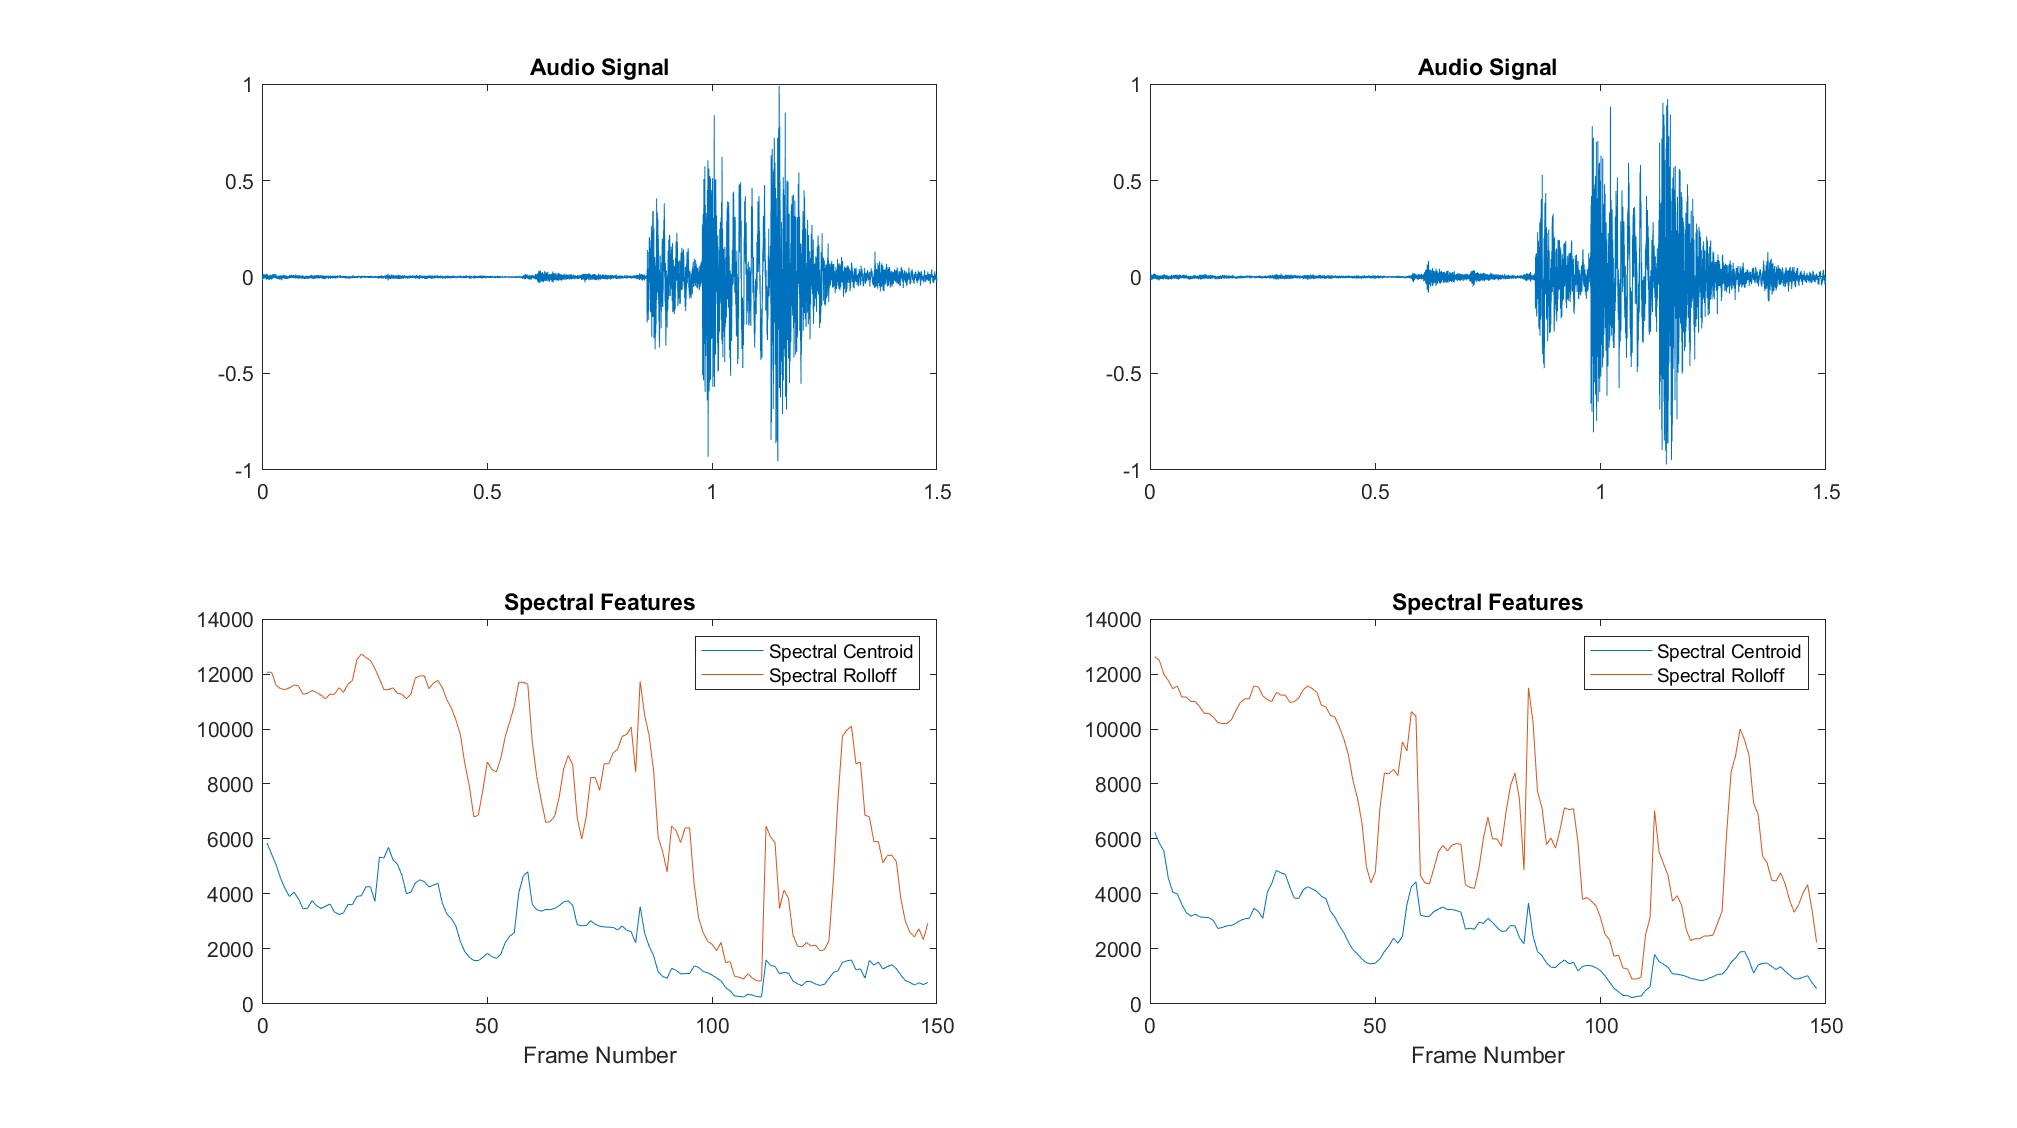 Audio Signal
1
0.5
0
-0.5
-1
0 0.5 1 1.5
Audio Signal
1
0.5
0
-0.5
-1
0 0.5 1 1.5
Spectral Features
14000
12000
10000
8000
6000
4000
2000
0
Spectral Centroid
Spectral Rolloff
0 50 100 150
Frame Number
Spectral Features
14000
12000
10000
8000
6000
4000
2000
0
Spectral Centroid
Spectral Rolloff
0 50 100 150
Frame Number